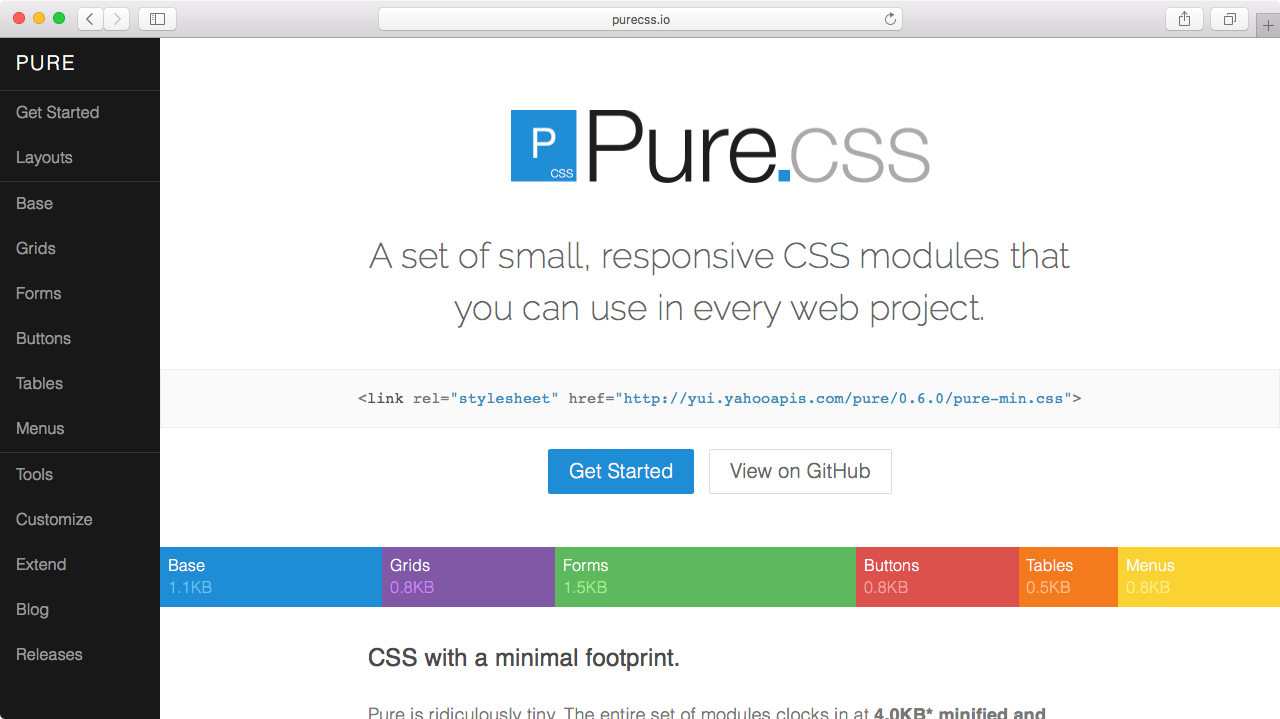 purecss.io
PURE
Get Started
Layouts
Base
Grids
Forms
Buttons
Tables
Menus
Tools
Customize
Extend
Blog
Releases
P
CSS
Pure.css
A set of small, responsive CSS modules that
you can use in every web project.
<link rel="stylesheet" href="http://yui.yahooapis.com/pure/0.6.0/pure-min.css">
Get Started
View on GitHub
Base
1.1KB
Grids
0.8KB
Forms
1.5KB
Buttons
0.8KB
Tables
0.5KB
Menus
0.8KB
CSS with a minimal footprint.
Pure is ridiculously tiny. The entire set of modules clocks in at 4.0KB* minified and